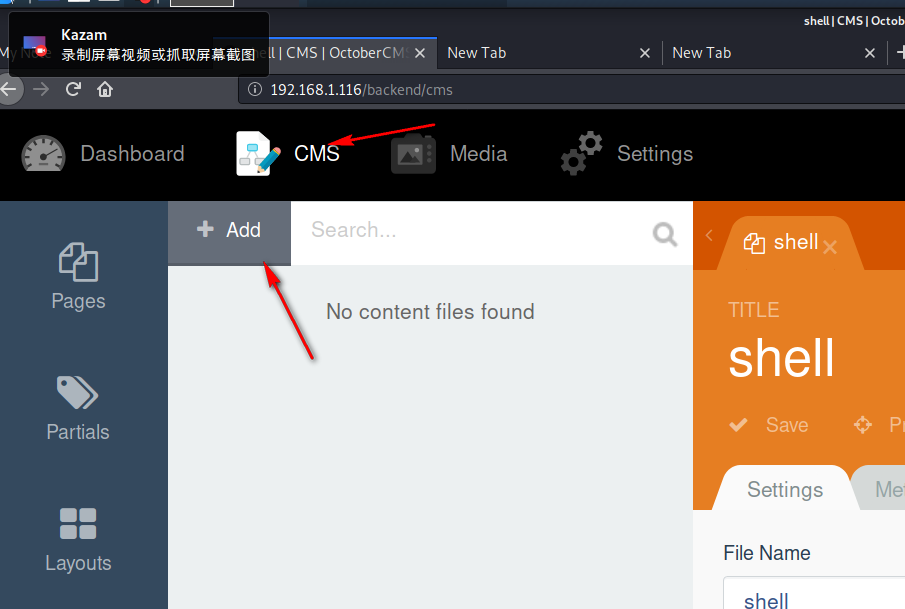 shell | CMS | Octob
Kazam
录制屏幕视频或抓取屏幕截图
My N
ell | CMS | OctoberCM
New Tab
New Tab
192.168.1.116/backend/cms
Dashboard
CMS
Media
Settings
Add
Search...
shell
Pages
No content files found
TITLE
shell
Partials
Save
Pr
Settings
Me
Layouts
File Name
shell